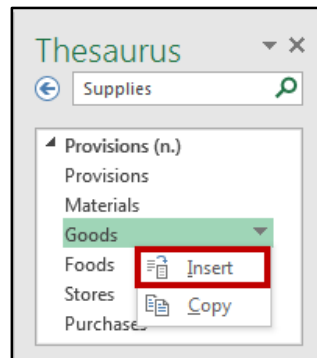 Thesaurus
Supplies
Provisions (n.)
Provisions
Materials
Goods
Foods
Insert
Stores
Copy
Purchases